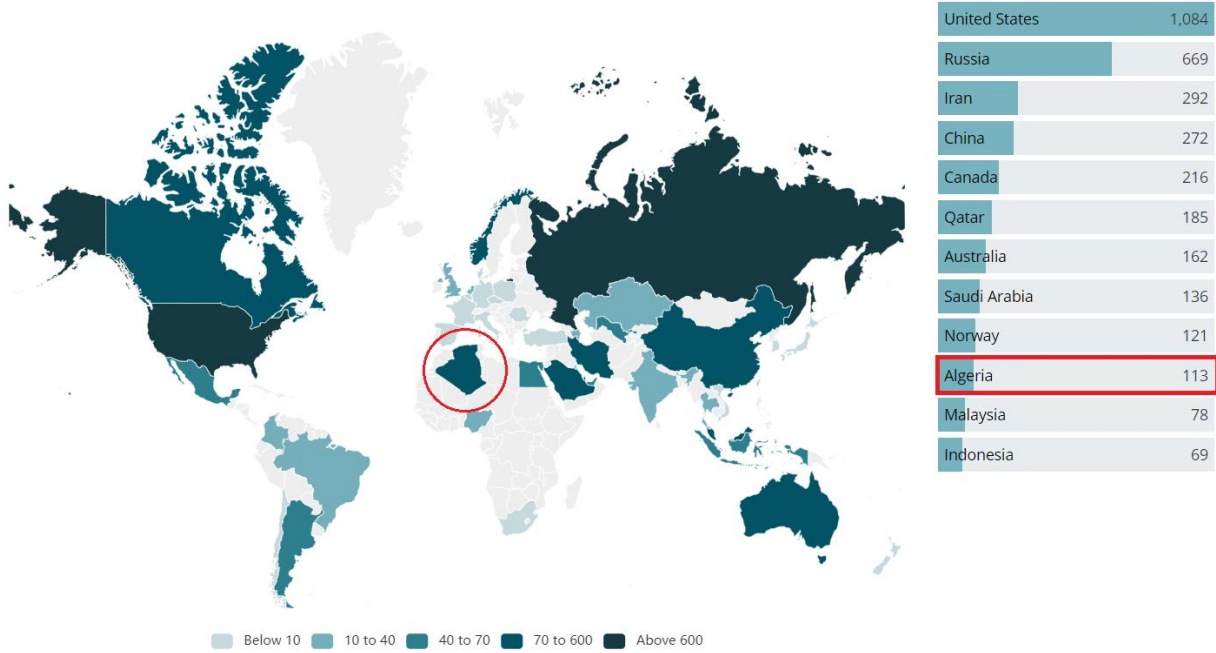 United States 1,084
Russia 669
Iran 292
China 272
Canada 216
Qatar 185
Australia 162
Saudi Arabia 136
Norway 121
Algeria 113
Malaysia 78
Indonesia 69
Below 10 10 to 40 40 to 70 70 to 600 Above 600